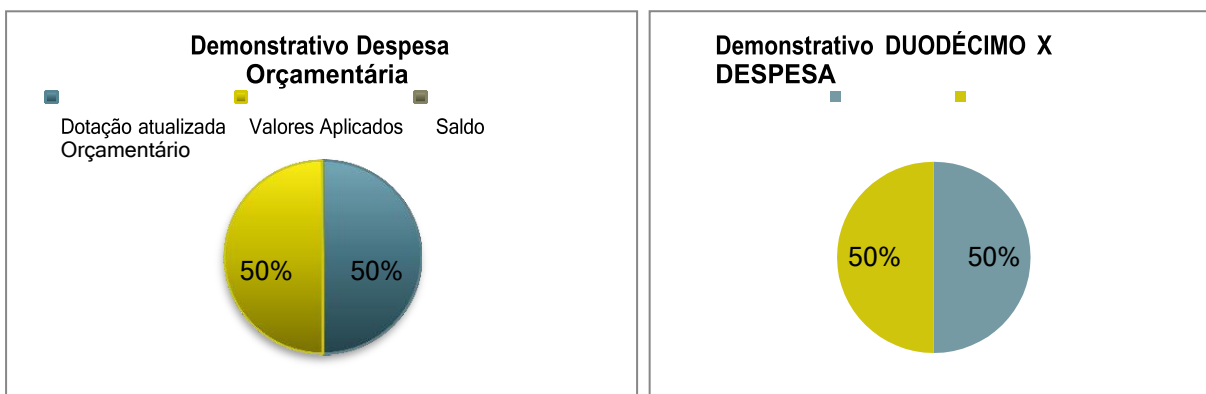 Demonstrativo Despesa
Orçamentária
Dotação atualizada Valores Aplicados Saldo
Orçamentário
50% 50%
Demonstrativo DUODÉCIMO X
DESPESA
50% 50%